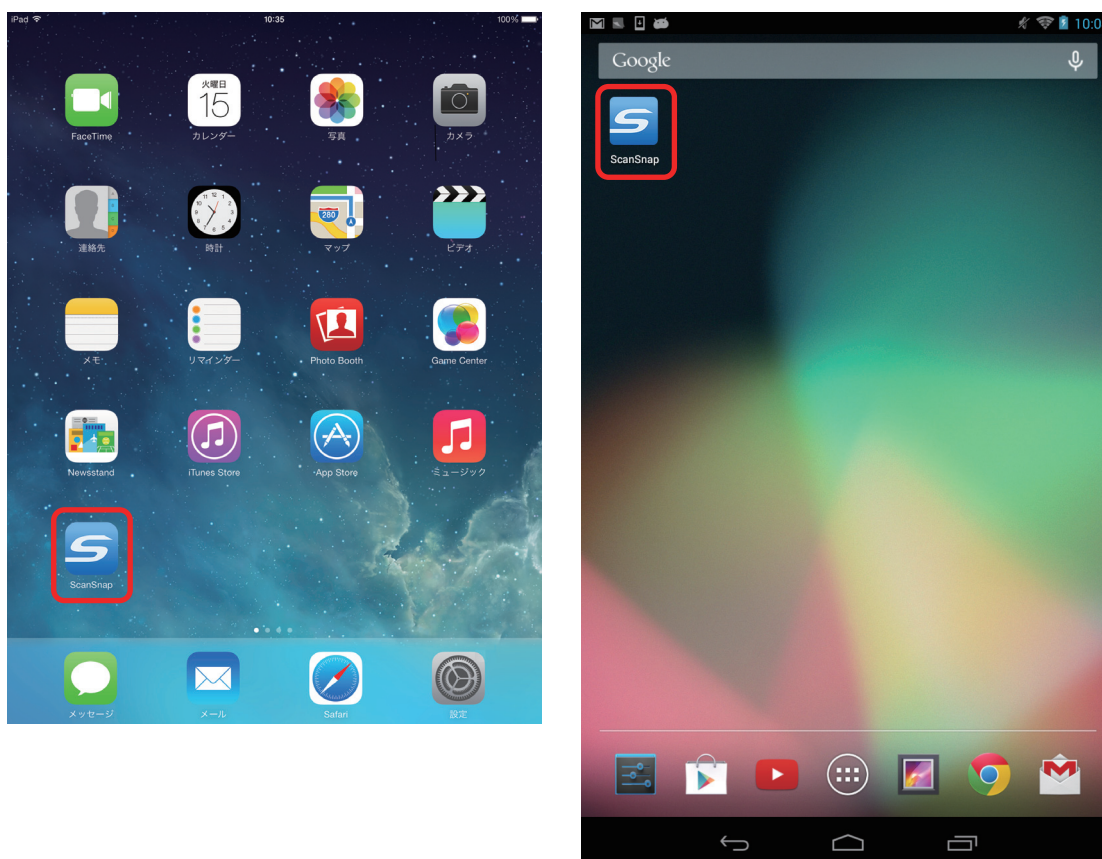 iPad 10:35 100%
FaceTime
火曜日
15
カレンダー
写真
カメラ
連絡先
12
時計
280
マップ
ビデオ
メモ
リマインダー
Photo Booth
Game Center
Newsstand
iTunes Store
App Store
ミュージック
ScanSnap
メッセージ
メール
Safari
設定
10:0
Google
ScanSnap